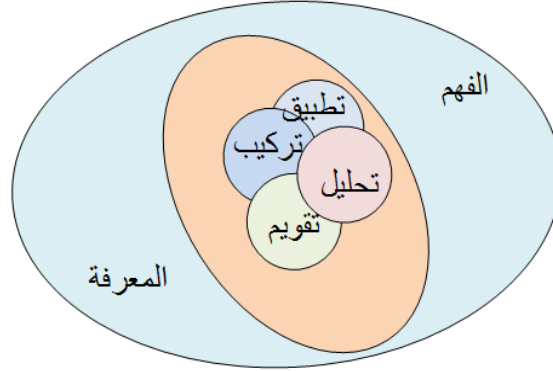 الفهم
تطبيق
تركيب
تحليل
تقويم
المعرفة